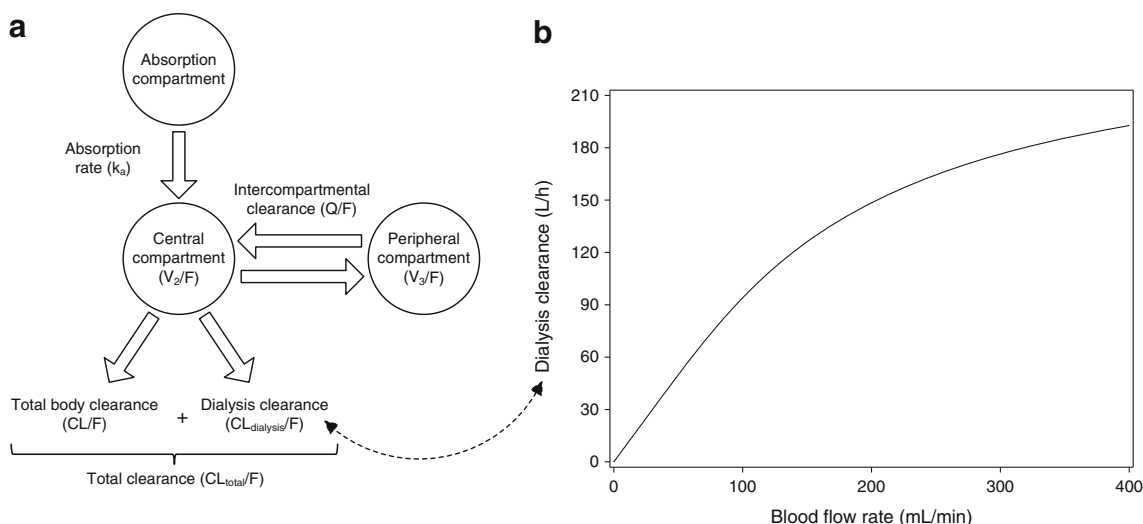 a
Absorption
compartment
Absorption
rate (kₐ)
Intercompartmental
clearance (Q/F)
Central
compartment
(V₂/F)
Peripheral
compartment
(V₃/F)
Total body clearance
(CL/F)
+
Dialysis clearance
(CL_dialysis/F)
Total clearance (CL_total/F)
b
Dialysis clearance (L/h)
210
180
150
120
90
60
30
0
0 100 200 300 400
Blood flow rate (mL/min)